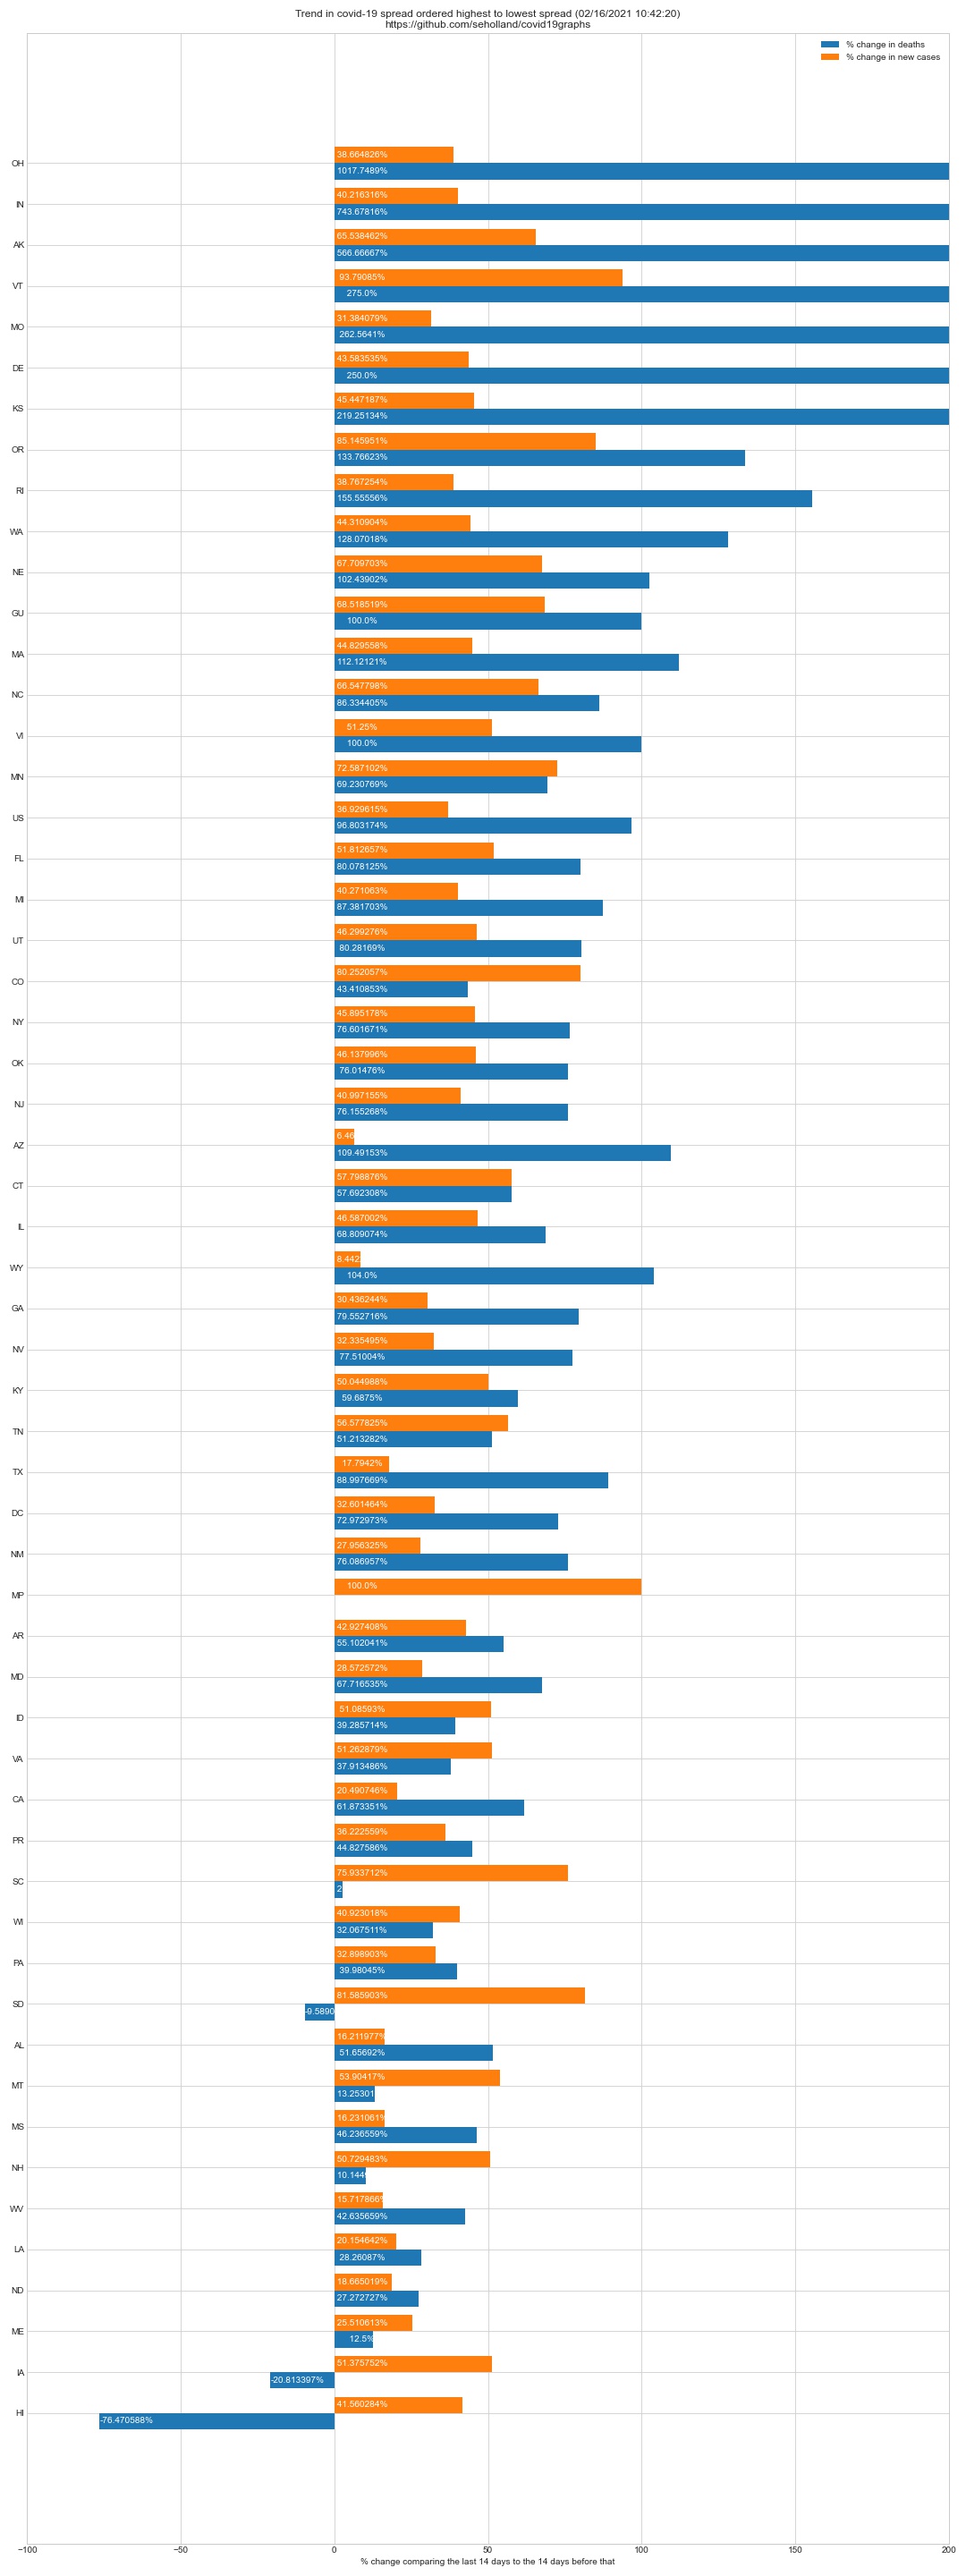 Trend in covid-19 spread ordered highest to lowest spread (02/16/2021 10:42:20)
https://github.com/seholland/covid19graphs
% change in deaths
% change in new cases
38.664826%
OH
1017.7489%
40.216316%
IN
743.67816%
65.538462%
AK
566.66667%
93.79085%
VT
275.0%
31.384079%
MO
262.5641%
43.583535%
DE
250.0%
45.447187%
KS
219.25134%
85.145951%
OR
133.76623%
38.767254%
RI
155.55556%
44.310904%
WA
128.07018%
67.709703%
NE
102.43902%
68.518519%
GU
100.0%
44.829558%
MA
112.12121%
66.547798%
NC
86.334405%
51.25%
VI
100.0%
72.587102%
MN
69.230769%
36.929615%
US
96.803174%
51.812657%
FL
80.078125%
40.271063%
MI
87.381703%
46.299276%
UT
80.28169%
80.252057%
CO
43.410853%
45.895178%
NY
76.601671%
46.137996%
OK
76.01476%
40.997155%
NJ
76.155268%
6.46
AZ
109.49153%
57.798876%
CT
57.692308%
46.587002%
IL
68.809074%
8.442
WY
104.0%
30.436244%
GA
79.552716%
32.335495%
NV
77.51004%
50.044988%
KY
59.6875%
56.577825%
TN
51.213282%
17.7942%
TX
88.997669%
32.601464%
DC
72.972973%
27.956325%
NM
76.086957%
100.0%
MP
42.927408%
AR
55.102041%
28.572572%
MD
67.716535%
51.08593%
ID
39.285714%
51.262879%
VA
37.913486%
20.490746%
CA
61.873351%
36.222559%
PR
44.827586%
75.933712%
SC
2
40.923018%
WI
32.067511%
32.898903%
PA
39.98045%
81.585903%
SD
-9.5890
16.211977%
AL
51.65692%
53.90417%
MT
13.25301
16.231061%
MS
46.236559%
50.729483%
NH
10.144
15.717866%
WV
42.635659%
20.154642%
LA
28.26087%
18.665019%
ND
27.272727%
25.510613%
ME
12.5%
51.375752%
IA
-20.813397%
41.560284%
HI
-76.470588%
−100 −50 0 50 100 150 200
% change comparing the last 14 days to the 14 days before that